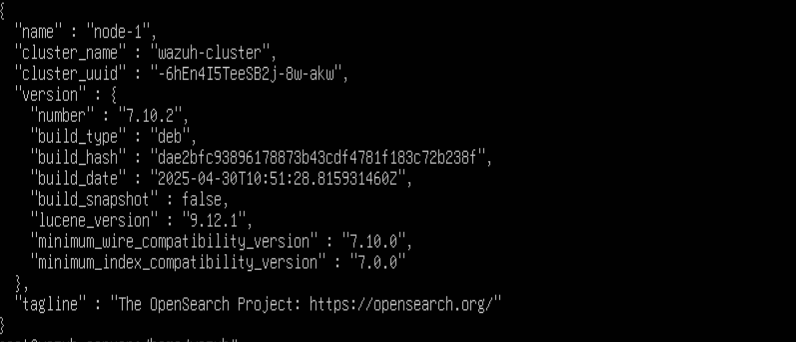 {
"name" : "node-1",
"cluster_name" : "wazuh-cluster",
"cluster_uuid" : "-6hEn4I5TeeSB2j-8w-akw",
"version" : {
"number" : "7.10.2",
"build_type" : "deb",
"build_hash" : "dae2bfc93896178873b43cdf4781f183c72b238f",
"build_date" : "2025-04-30T10:51:28.815931460Z",
"build_snapshot" : false,
"lucene_version" : "9.12.1",
"minimum_wire_compatibility_version" : "7.10.0",
"minimum_index_compatibility_version" : "7.0.0"
},
"tagline" : "The OpenSearch Project: https://opensearch.org/"
}